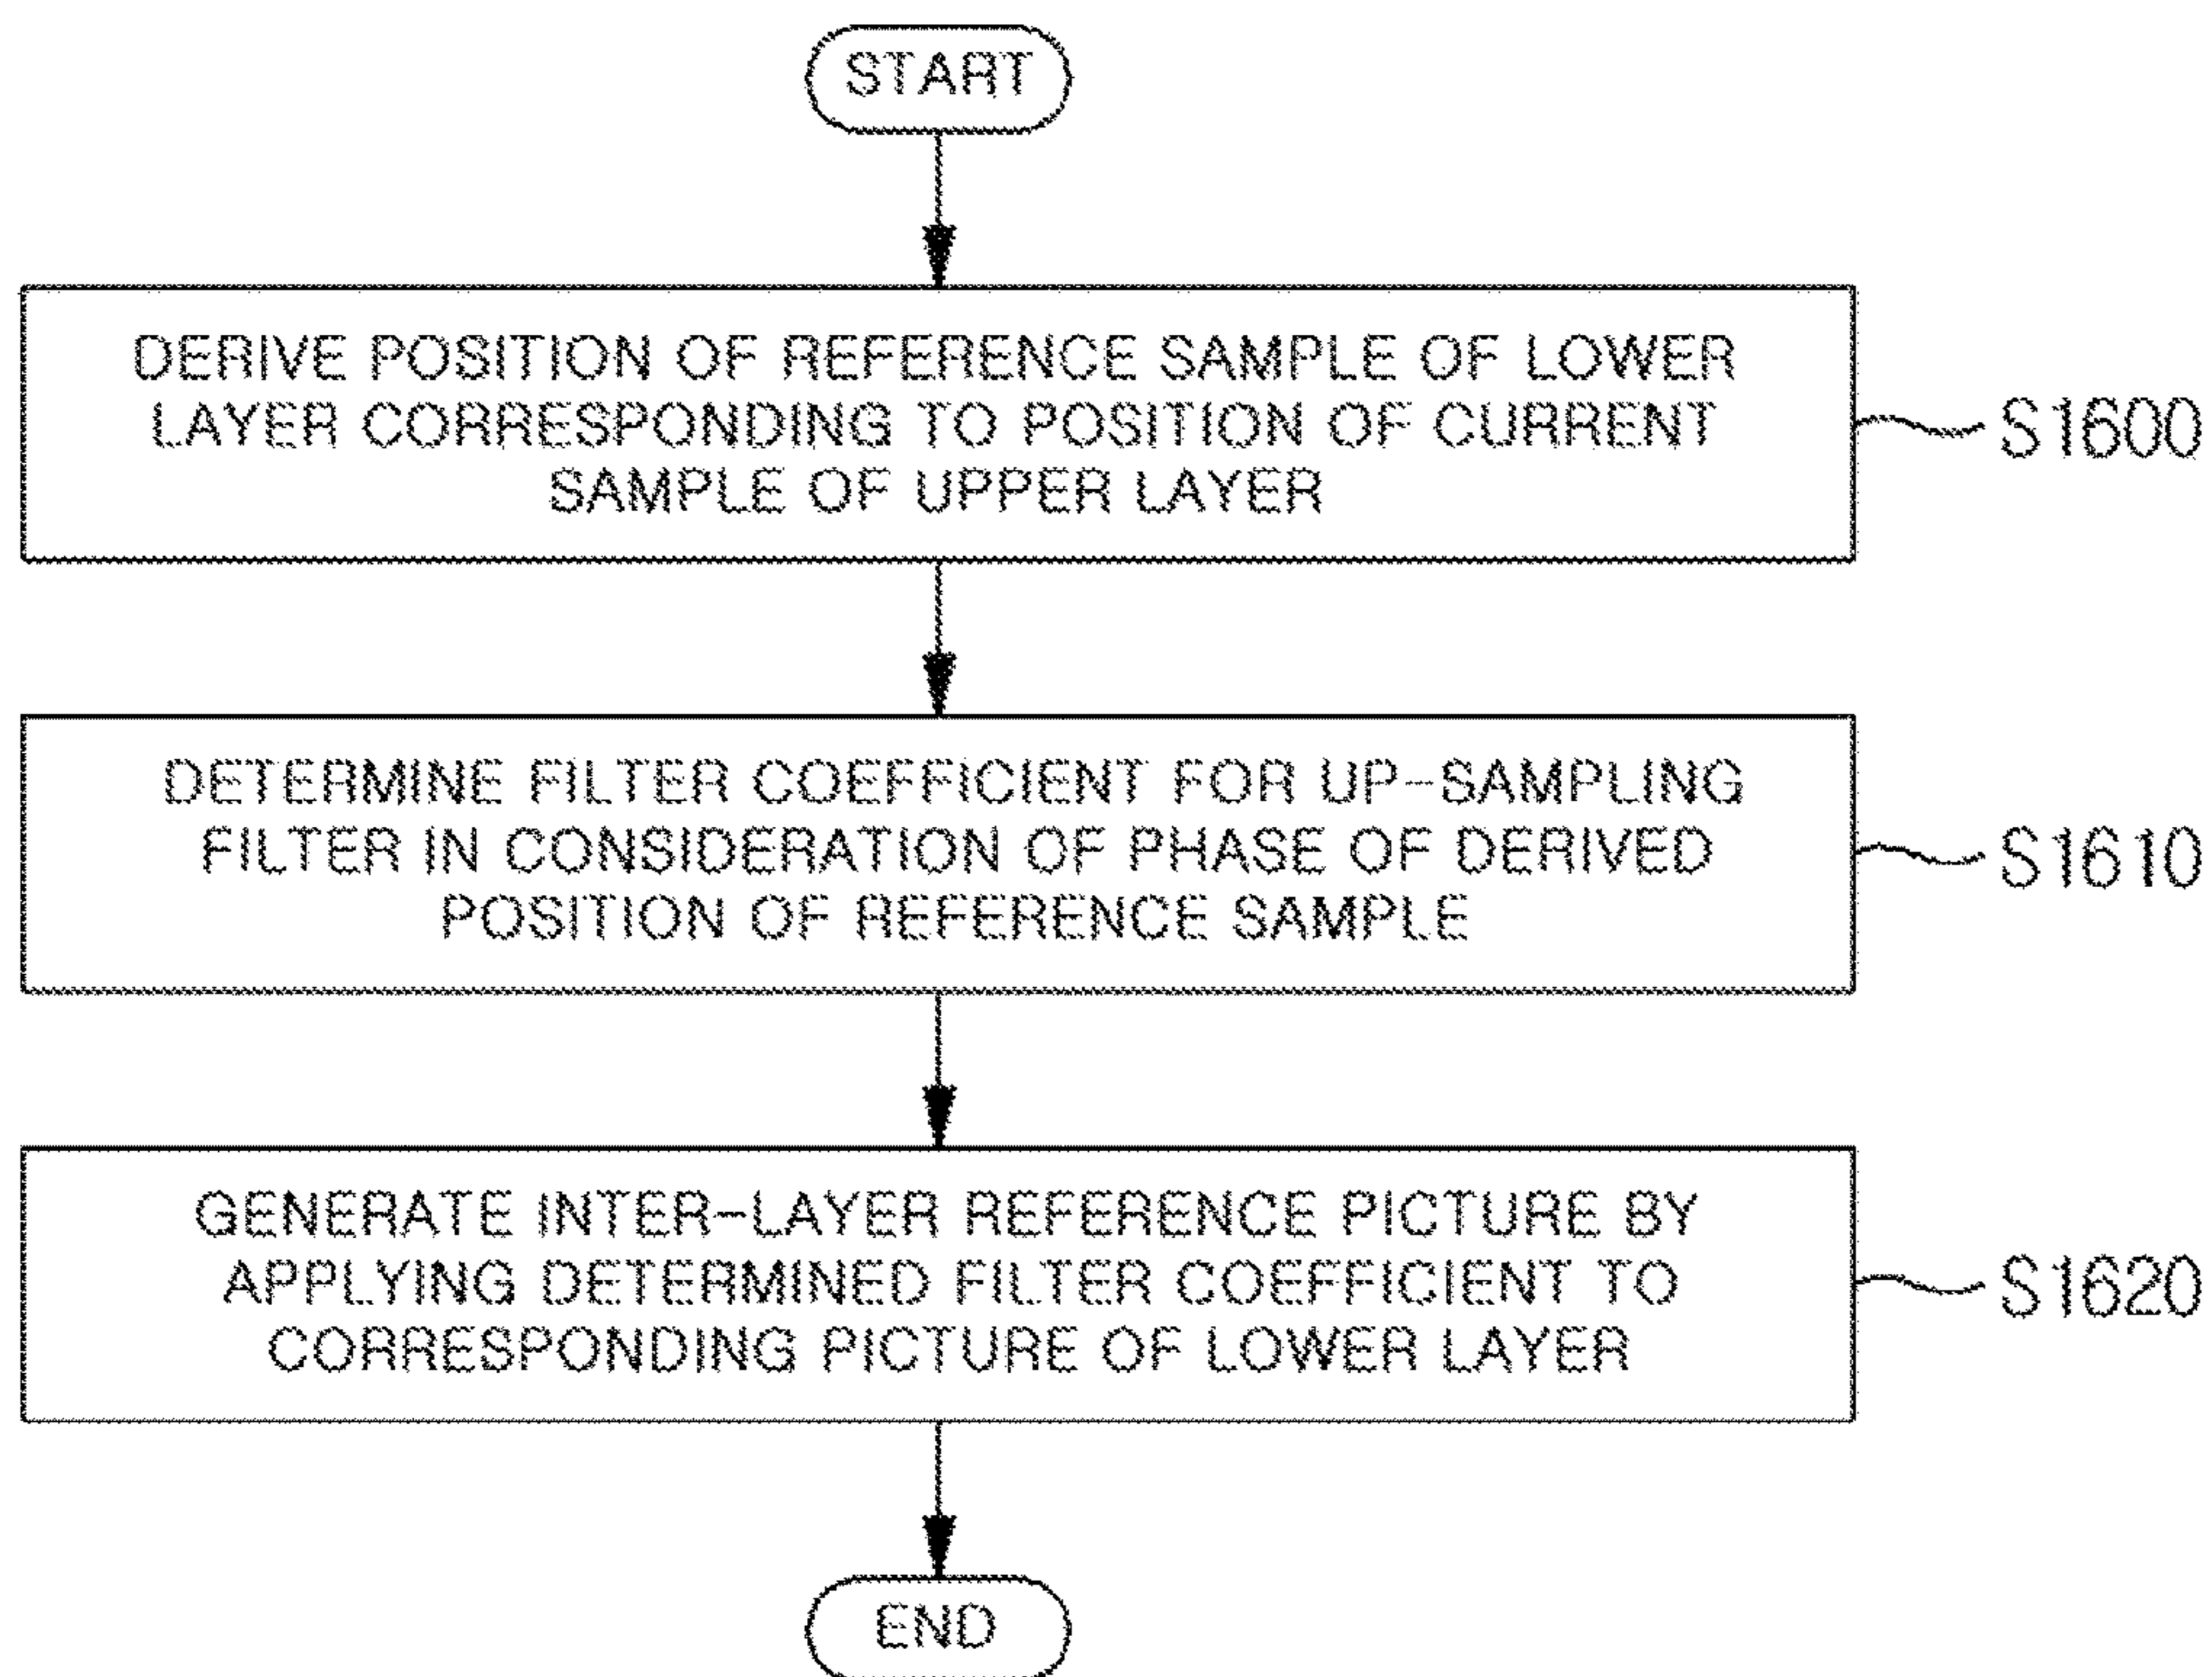 START
DERIVE POSITION OF REFERENCE SAMPLE OF LOWER
LAYER CORRESPONDING TO POSITION OF CURRENT
SAMPLE OF UPPER LAYER
S1600
DETERMINE FILTER COEFFICIENT FOR UP-SAMPLING
FILTER IN CONSIDERATION OF PHASE OF DERIVED
POSITION OF REFERENCE SAMPLE
S1610
GENERATE INTER-LAYER REFERENCE PICTURE BY
APPLYING DETERMINED FILTER COEFFICIENT TO
CORRESPONDING PICTURE OF LOWER LAYER
S1620
END